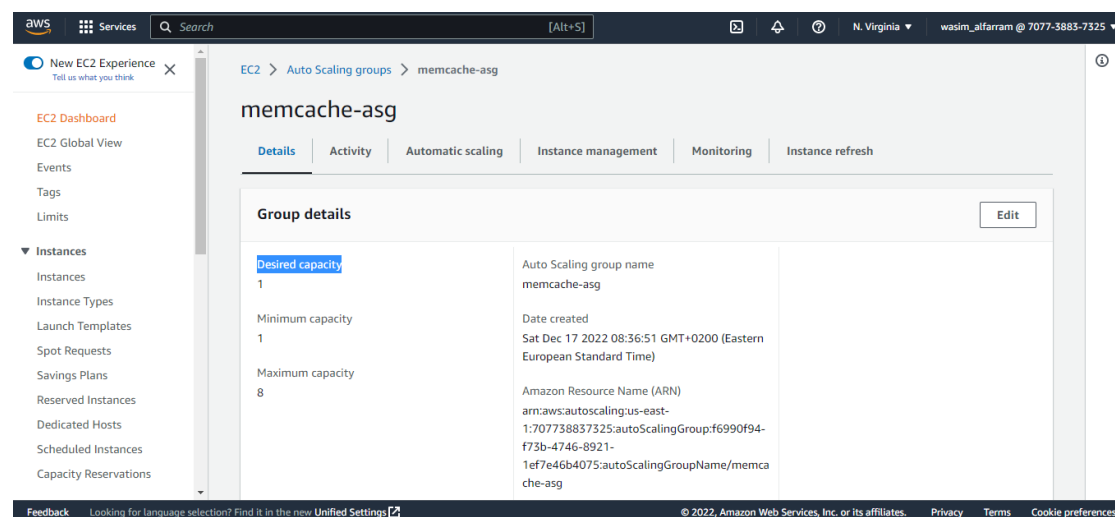 aws Services Search [Alt+S] N. Virginia ▼ wasim_alfarram @ 7077-3883-7325 ▼
New EC2 Experience
Tell us what you think
EC2 Dashboard
EC2 Global View
Events
Tags
Limits
▼ Instances
Instances
Instance Types
Launch Templates
Spot Requests
Savings Plans
Reserved Instances
Dedicated Hosts
Scheduled Instances
Capacity Reservations
EC2 > Auto Scaling groups > memcache-asg
memcache-asg
Details Activity Automatic scaling Instance management Monitoring Instance refresh
Group details Edit
Desired capacity
1
Minimum capacity
1
Maximum capacity
8
Auto Scaling group name
memcache-asg
Date created
Sat Dec 17 2022 08:36:51 GMT+0200 (Eastern
European Standard Time)
Amazon Resource Name (ARN)
arn:aws:autoscaling:us-east-
1:707738837325:autoScalingGroup:f6990f94-
f73b-4746-8921-
1ef7e46b4075:autoScalingGroupName/memca
che-asg
Feedback Looking for language selection? Find it in the new Unified Settings © 2022, Amazon Web Services, Inc. or its affiliates. Privacy Terms Cookie preferences